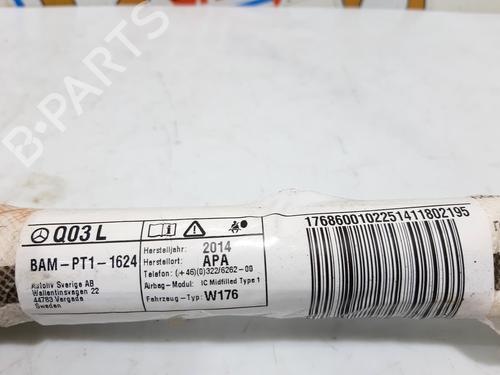 B-PARTS
Q03 L
BAM-PT1-1624
Autoliv Sverige AB
Wallentinsvagen 22
44783 Vargada
Sweden
Herstelljahr: 2014
Herstellort: APA
Telefon: (+46)(0)322/6262-00
Airbag-Modul: IC Midfilled Type 1
Fahrzeug-Typ: W176
1768600102251411802195